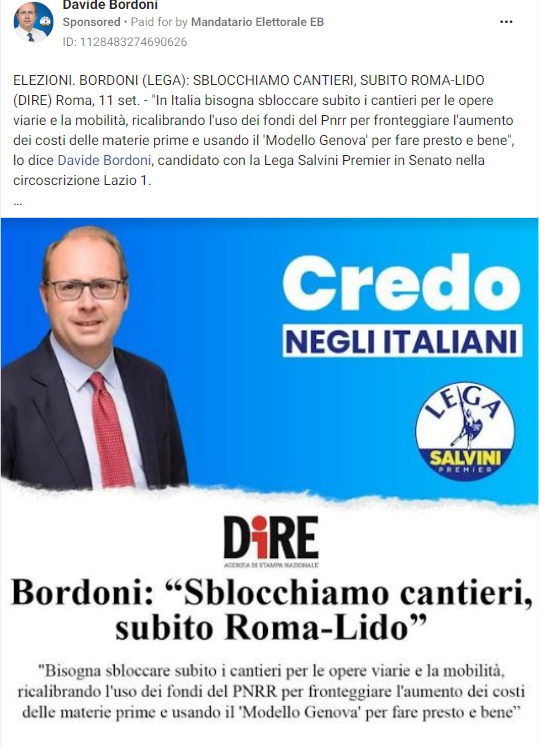 Davide Bordoni
Sponsored • Paid for by Mandatario Elettorale EB
ID: 1128483274690626
ELEZIONI. BORDONI (LEGA): SBLOCCHIAMO CANTIERI, SUBITO ROMA-LIDO
(DIRE) Roma, 11 set. - "In Italia bisogna sbloccare subito i cantieri per le opere
viarie e la mobilità, ricalibrando l'uso dei fondi del Pnrr per fronteggiare l'aumento
dei costi delle materie prime e usando il 'Modello Genova' per fare presto e bene",
lo dice Davide Bordoni, candidato con la Lega Salvini Premier in Senato nella
circoscrizione Lazio 1.
...
Credo
NEGLI ITALIANI
LEGA
SALVINI
PREMIER
DiRE
AGENZIA DI STAMPA NAZIONALE
Bordoni: “Sblocchiamo cantieri,
subito Roma-Lido”
"Bisogna sbloccare subito i cantieri per le opere viarie e la mobilità,
ricalibrando l'uso dei fondi del PNRR per fronteggiare l'aumento dei costi
delle materie prime e usando il 'Modello Genova' per fare presto e bene”